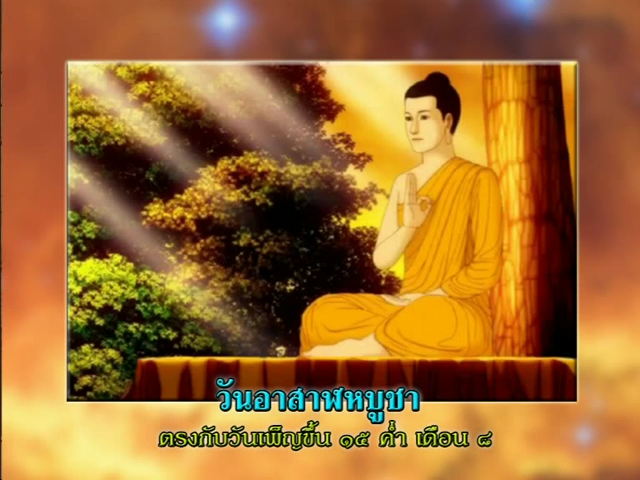 วันอาสาฬหบูชา
ตรงกับวันเพ็ญขึ้น ๑๕ ค่ำ เดือน ๘